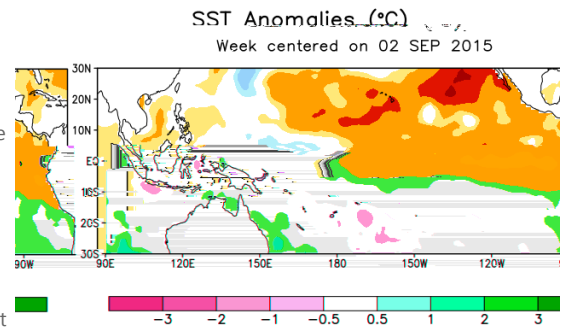 SST Anomalies (°C)
Week centered on 02 SEP 2015
30N
20N
10N
EQ
10S
20S
30S
90W 90E 120E 150E 180 150W 120W
-3 -2 -1 -0.5 0.5 1 2 3
e
t